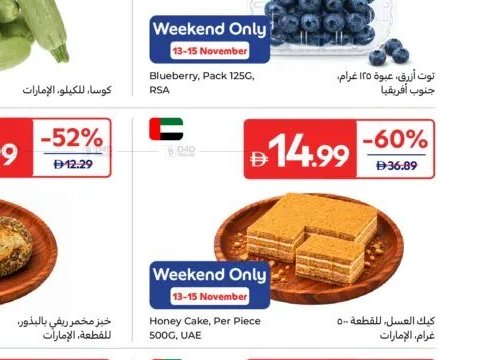 Weekend Only
13-15 November
Blueberry, Pack 125G,
RSA
توت أزرق، عبوة ١٢٥ غرام،
جنوب أفريقيا
كوسا، للكيلو، الإمارات
-52%
12.29
9
14.99
-60%
36.89
Weekend Only
13-15 November
Honey Cake, Per Piece
500G, UAE
كيك العسل، للقطعة ٥٠٠
غرام، الإمارات
خبز مخمر ريفي بالبذور،
للقطعة، الإمارات